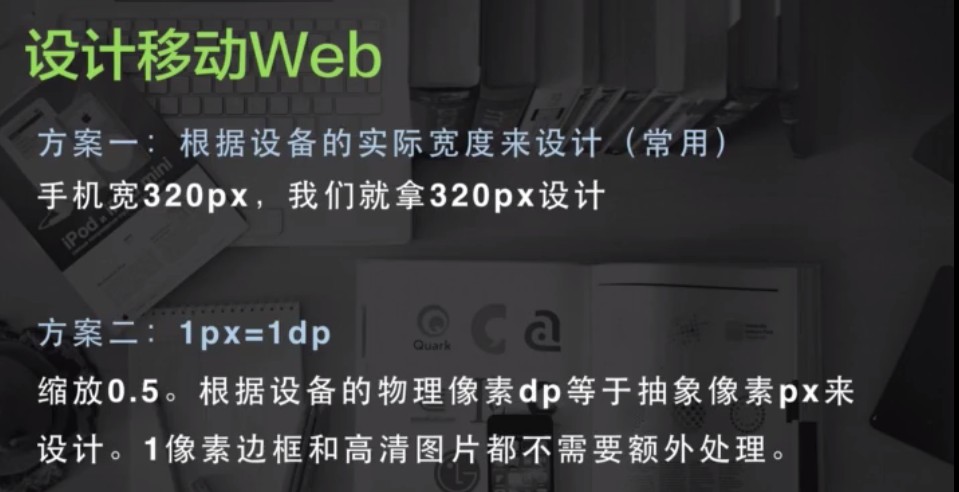 设计移动Web
方案一：根据设备的实际宽度来设计（常用）
手机宽320px，我们就拿320px设计
iPod. mini
方案二：1px=1dp
Quark
缩放0.5。根据设备的物理像素dp等于抽象像素px来
设计。1像素边框和高清图片都不需要额外处理。